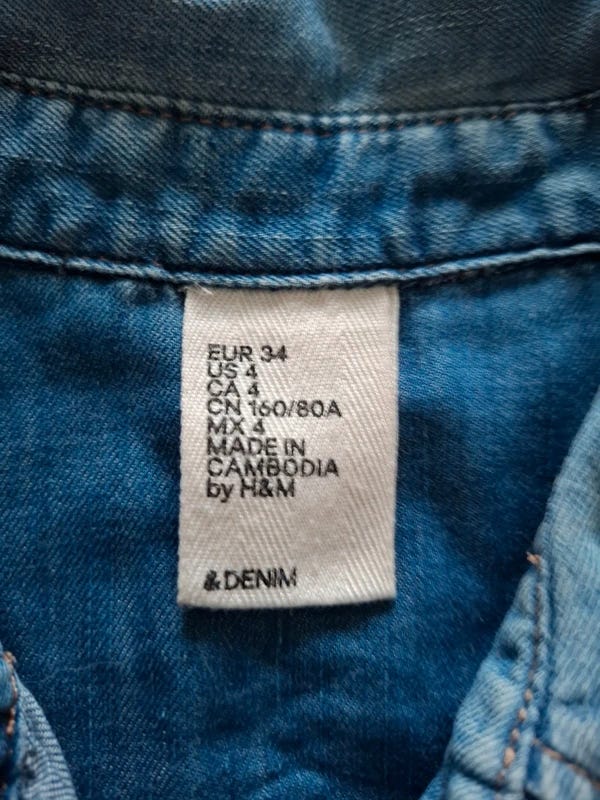 EUR 34
US 4
CA 4
CN 160/80A
MX 4
MADE IN
CAMBODIA
by H&M
& DENIM